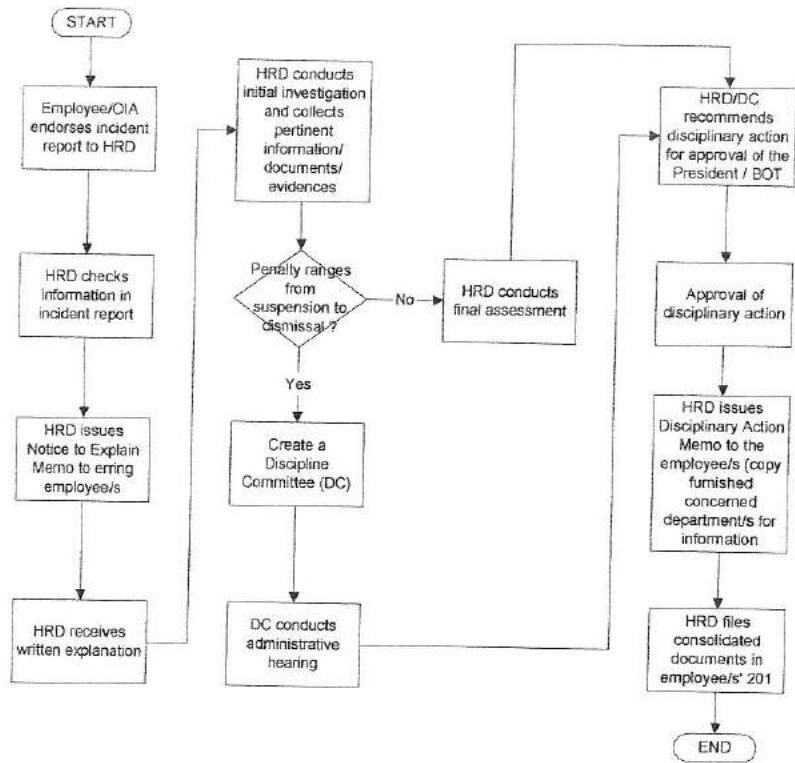 START
Employee/OIA
endorses incident
report to HRD
HRD checks
information in
incident report
HRD issues
Notice to Explain
Memo to erring
employee/s
HRD receives
written explanation
HRD conducts
initial investigation
and collects
pertinent
information/
documents/
evidences
Penalty ranges
from
suspension to
dismissal ?
No
Yes
HRD conducts
final assessment
Create a
Discipline
Committee (DC)
DC conducts
administrative
hearing
HRD/DC
recommends
disciplinary action
for approval of the
President / BOT
Approval of
disciplinary action
HRD issues
Disciplinary Action
Memo to the
employee/s (copy
furnished
concerned
department/s for
information
HRD files
consolidated
documents in
employee/s' 201
END